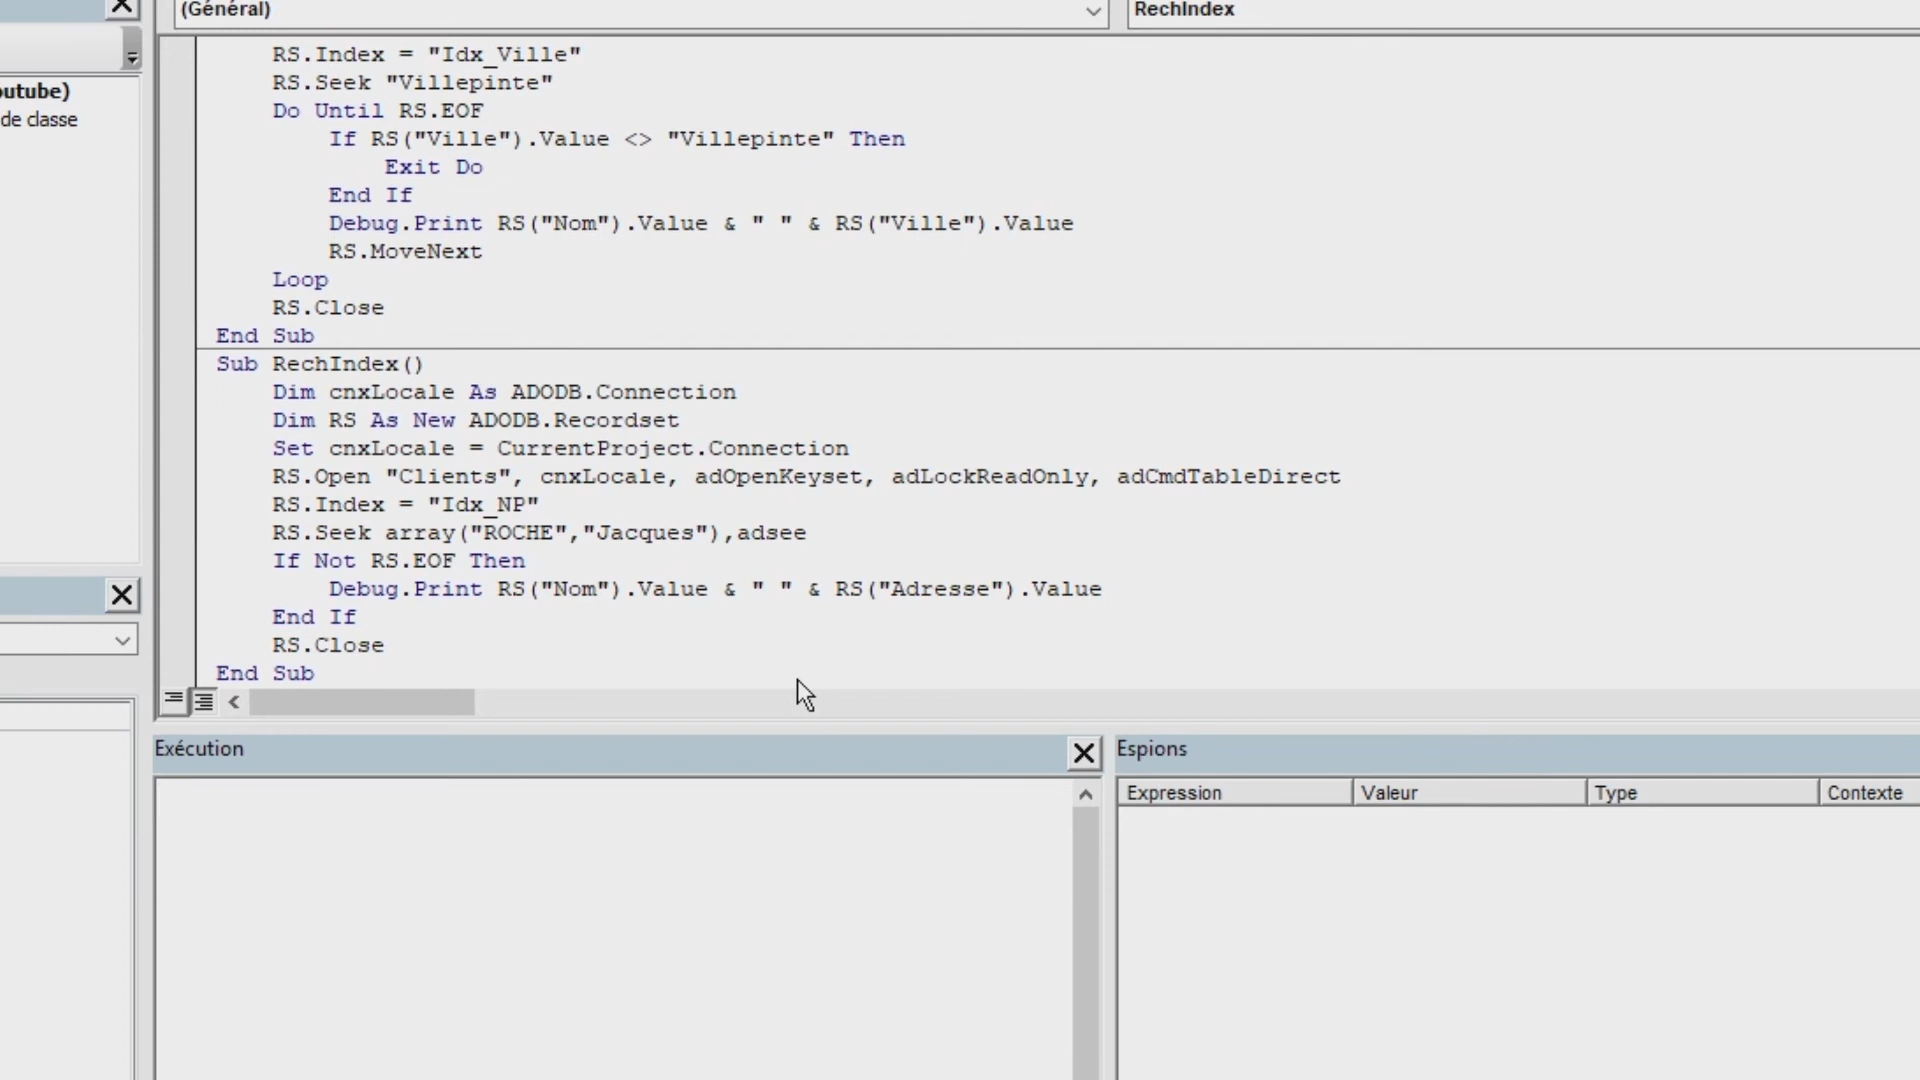 (Général)
RechIndex
outube)
de classe
RS.Index = "Idx_Ville"
RS.Seek "Villepinte"
Do Until RS.EOF
If RS("Ville").Value <> "Villepinte" Then
Exit Do
End If
Debug.Print RS("Nom").Value & " " & RS("Ville").Value
RS.MoveNext
Loop
RS.Close
End Sub
Sub RechIndex()
Dim cnxLocale As ADODB.Connection
Dim RS As New ADODB.Recordset
Set cnxLocale = CurrentProject.Connection
RS.Open "Clients", cnxLocale, adOpenKeyset, adLockReadOnly, adCmdTableDirect
RS.Index = "Idx_NP"
RS.Seek array("ROCHE","Jacques"),adsee
If Not RS.EOF Then
Debug.Print RS("Nom").Value & " " & RS("Adresse").Value
End If
RS.Close
End Sub
Exécution
Espions
Expression
Valeur
Type
Contexte